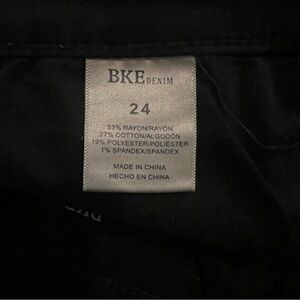 BKE DENIM
24
53% RAYON/RAYÓN
27% COTTON/ALGODÓN
19% POLYESTER/POLIÉSTER
1% SPANDEX/SPANDEX
MADE IN CHINA
HECHO EN CHINA